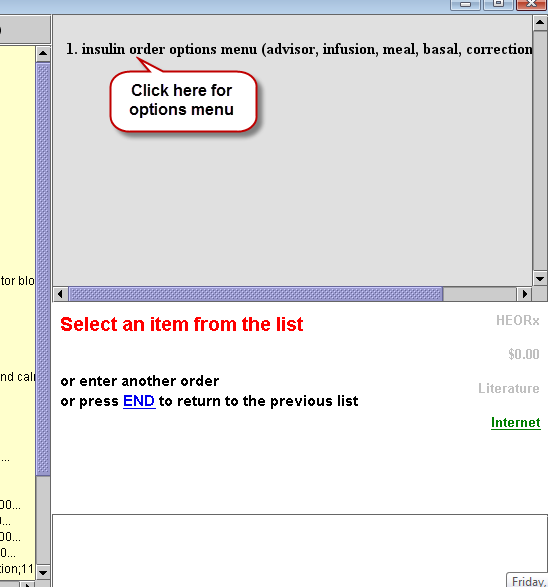 )
1. insulin order options menu (advisor, infusion, meal, basal, correction
Click here for
options menu
tor blo
nd calr
...
00...
0...
00...
0...
tion;11
Select an item from the list
HEORx
$0.00
or enter another order
or press END to return to the previous list
Literature
Internet
Friday,